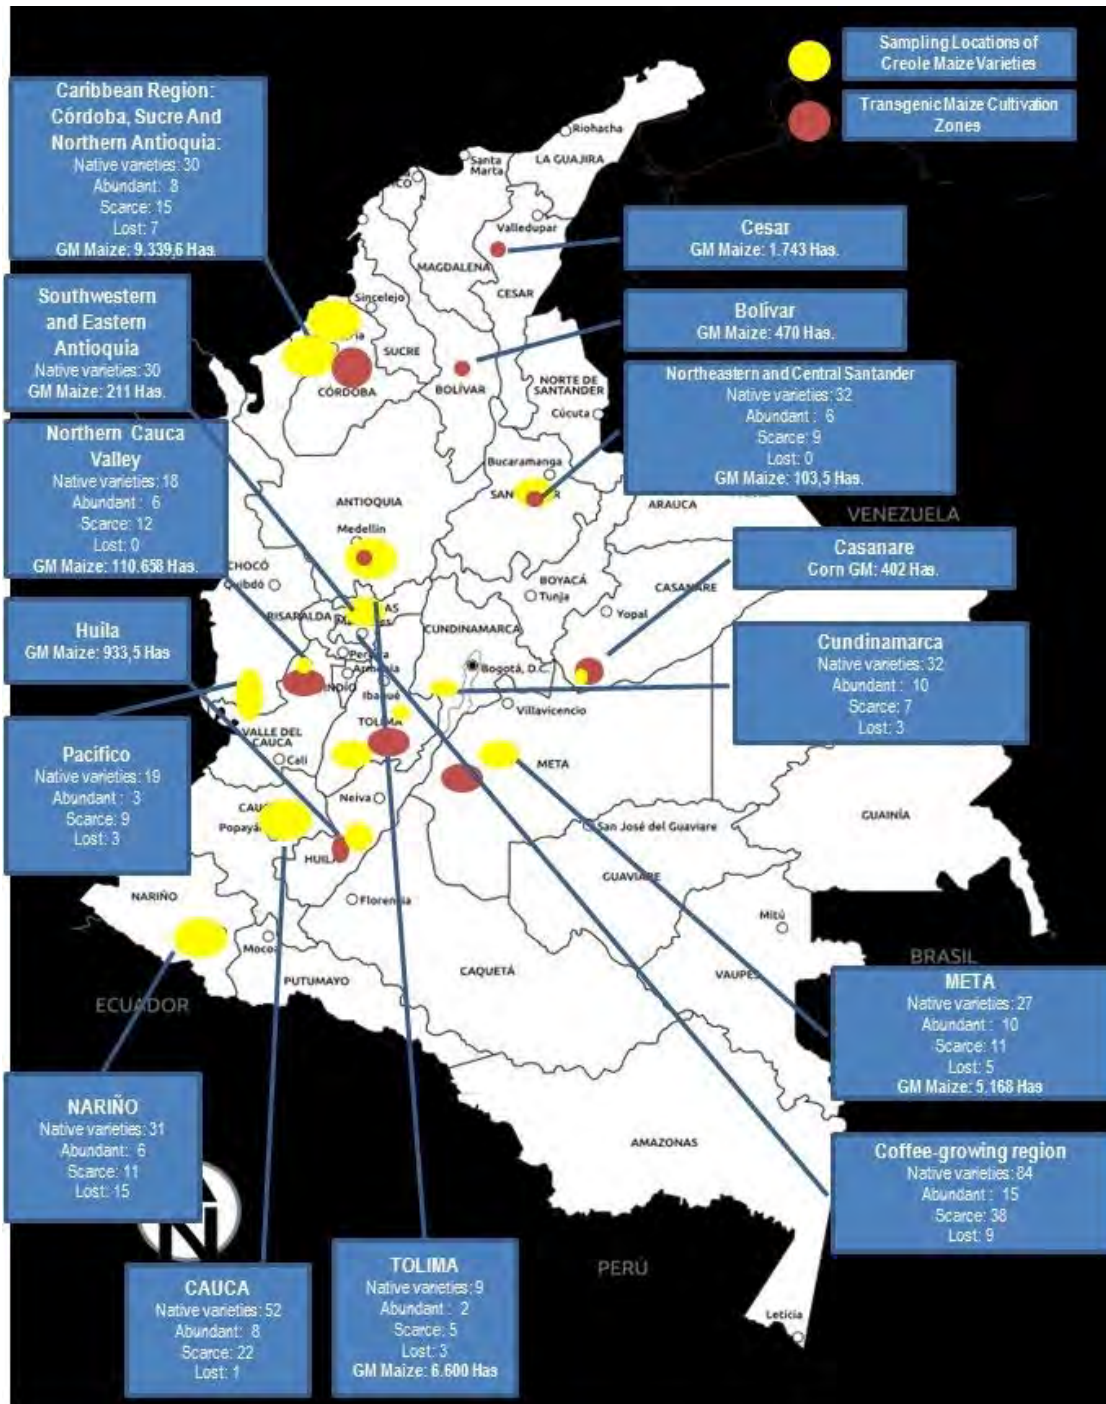 Sampling Locations of
Creole Maize Varieties
Transgenic Maize Cultivation
Zones
Caribbean Region:
Córdoba, Sucre And
Northern Antioquia:
Native varieties: 30
Abundant: 8
Scarce: 15
Lost: 7
GM Maize: 9.339,6 Has.
Southwestern
and Eastern
Antioquia
Native varieties: 30
GM Maize: 211 Has.
Northern Cauca
Valley
Native varieties: 18
Abundant: 6
Scarce: 12
Lost: 0
GM Maize: 110.658 Has.
Huila
GM Maize: 933,5 Has
Pacifico
Native varieties: 19
Abundant: 3
Scarce: 9
Lost: 3
NARIÑO
Native varieties: 31
Abundant: 6
Scarce: 11
Lost: 15
CAUCA
Native varieties: 52
Abundant: 8
Scarce: 22
Lost: 1
TOLIMA
Native varieties: 9
Abundant: 2
Scarce: 5
Lost: 3
GM Maize: 6.600 Has
Cesar
GM Maize: 1.743 Has.
Bolívar
GM Maize: 470 Has.
Northeastern and Central Santander
Native varieties: 32
Abundant: 6
Scarce: 9
Lost: 0
GM Maize: 103,5 Has.
Casanare
Corn GM: 402 Has.
Cundinamarca
Native varieties: 32
Abundant: 10
Scarce: 7
Lost: 3
META
Native varieties: 27
Abundant: 10
Scarce: 11
Lost: 5
GM Maize: 5.168 Has
Coffee-growing region
Native varieties: 84
Abundant: 15
Scarce: 38
Lost: 9
Riohacha
Santa
Marta
LA GUAJIRA
Valledupar
MAGDALENA
CESAR
Sincelejo
SUCRE
CÓRDOBA
BOLÍVAR
NORTE DE
SANTANDER
Cúcuta
Bucaramanga
ANTIOQUIA
ARAUCA
VENEZUELA
Medellín
CHOCÓ
Quibdó
BOYACÁ
Tunja
CASANARE
Yopal
RISARALDA
CUNDINAMARCA
Pereira
Armenia
Bogotá, D.C.
Ibagué
Villavicencio
TOLIMA
VALLE DEL
CAUCA
Cali
META
Neiva
Popayán
San José del Guaviare
GUAINÍA
HUILA
GUAVIARE
NARIÑO
Florencia
Mitú
Mocoa
CAQUETÁ
VAUPES
BRASIL
PUTUMAYO
ECUADOR
AMAZONAS
PERÚ
Leticia
N